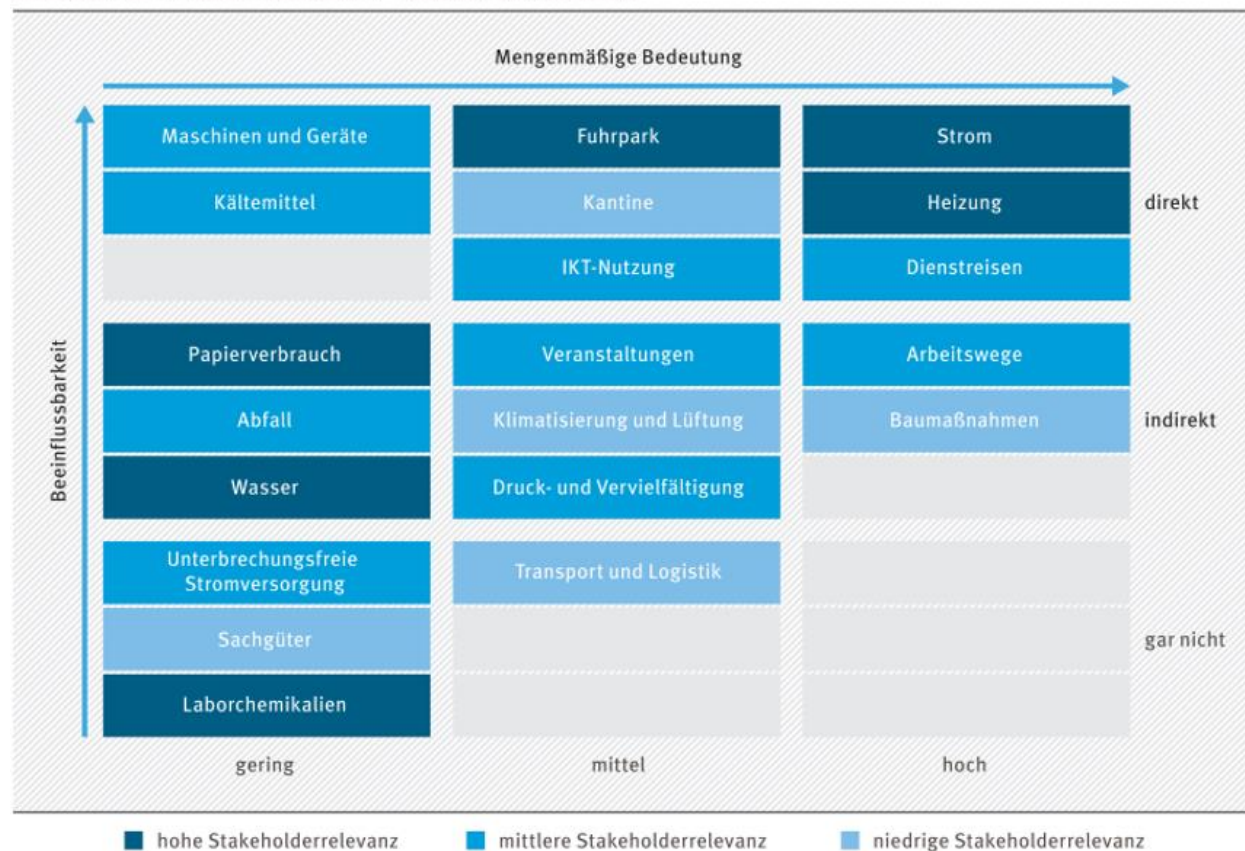 Mengenmäßige Bedeutung
Beeinflussbarkeit
Maschinen und Geräte
Fuhrpark
Strom
Kältemittel
Kantine
Heizung
direkt
IKT-Nutzung
Dienstreisen
Papierverbrauch
Veranstaltungen
Arbeitswege
Abfall
Klimatisierung und Lüftung
Baumaßnahmen
indirekt
Wasser
Druck- und Vervielfältigung
Unterbrechungsfreie
Stromversorgung
Transport und Logistik
Sachgüter
gar nicht
Laborchemikalien
gering
mittel
hoch
hohe Stakeholderrelevanz
mittlere Stakeholderrelevanz
niedrige Stakeholderrelevanz